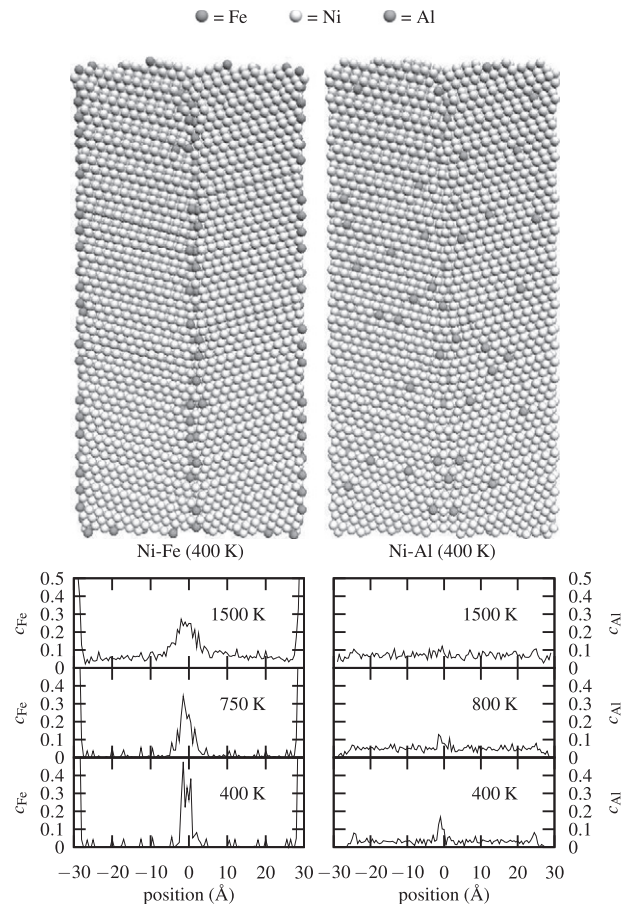 = Fe = Ni = Al
Ni-Fe (400 K) Ni-Al (400 K)
0.5 0.5
0.4 1500 K 1500 K 0.4
0.3 0.3
c_Fe 0.2 0.2 c_Al
0.1 0.1
0 0
0.4 750 K 800 K 0.4
0.3 0.3
c_Fe 0.2 0.2 c_Al
0.1 0.1
0 0
0.4 400 K 400 K 0.4
0.3 0.3
c_Fe 0.2 0.2 c_Al
0.1 0.1
0 0
−30 −20 −10 0 10 20 30 −30 −20 −10 0 10 20 30
position (Å) position (Å)